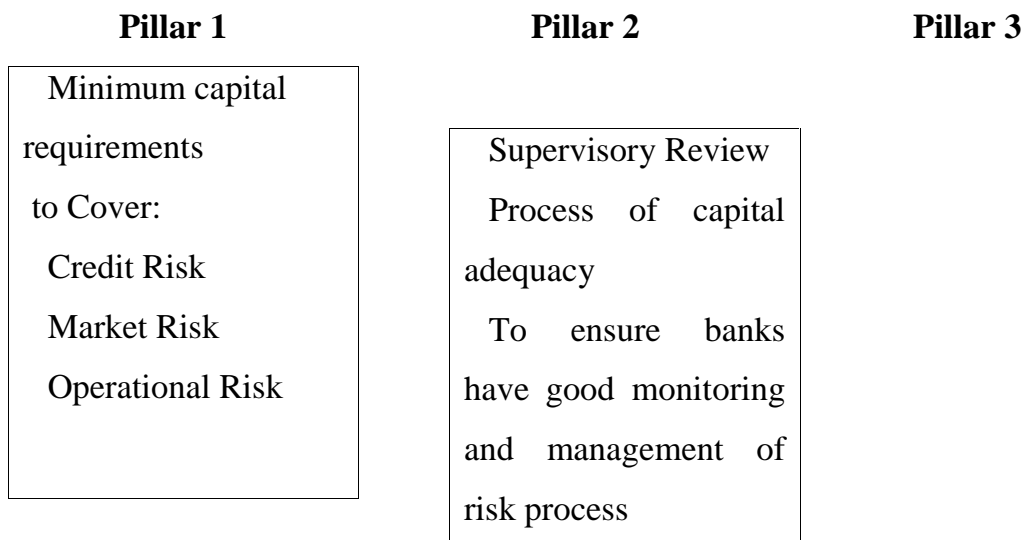 Pillar 1 Pillar 2 Pillar 3
Minimum capital
requirements
to Cover:
Credit Risk
Market Risk
Operational Risk
Supervisory Review
Process of capital
adequacy
To ensure banks
have good monitoring
and management of
risk process